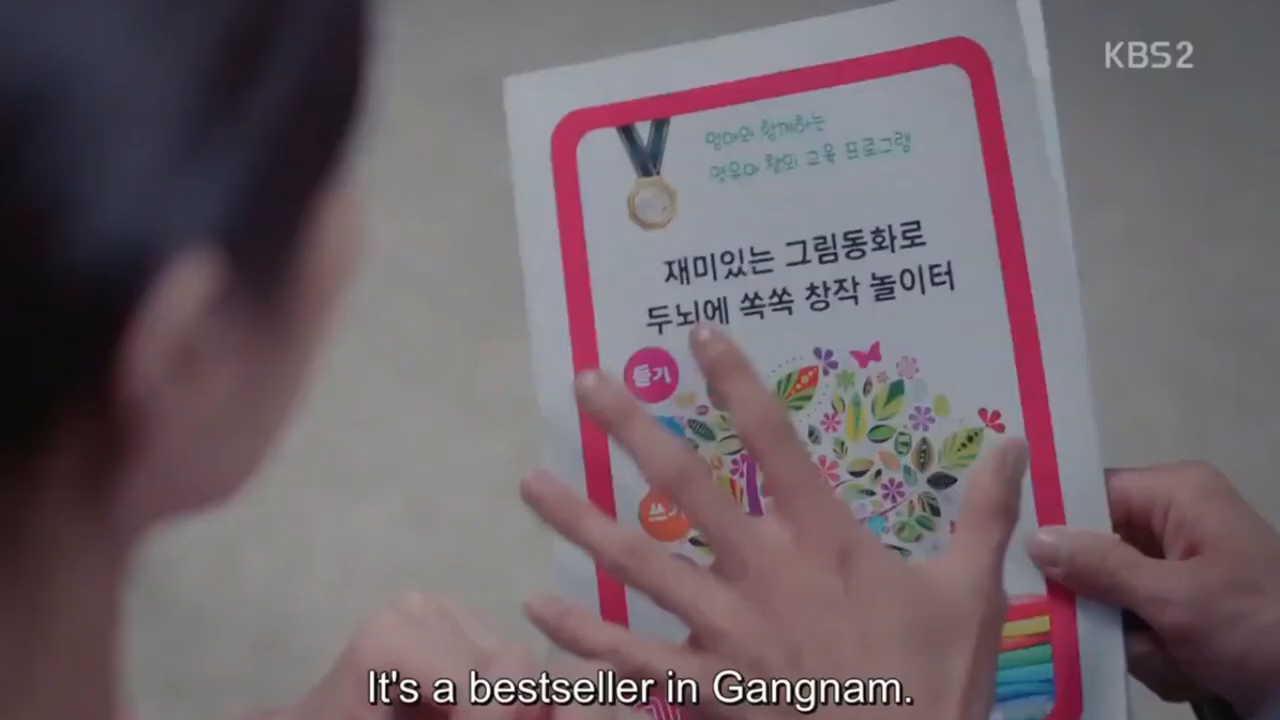 KBS2
엄마와 함께하는
영유아 창의 교육 프로그램
재미있는 그림동화로
두뇌에 쏙쏙 창작 놀이터
듣기
쓰기
It's a bestseller in Gangnam.